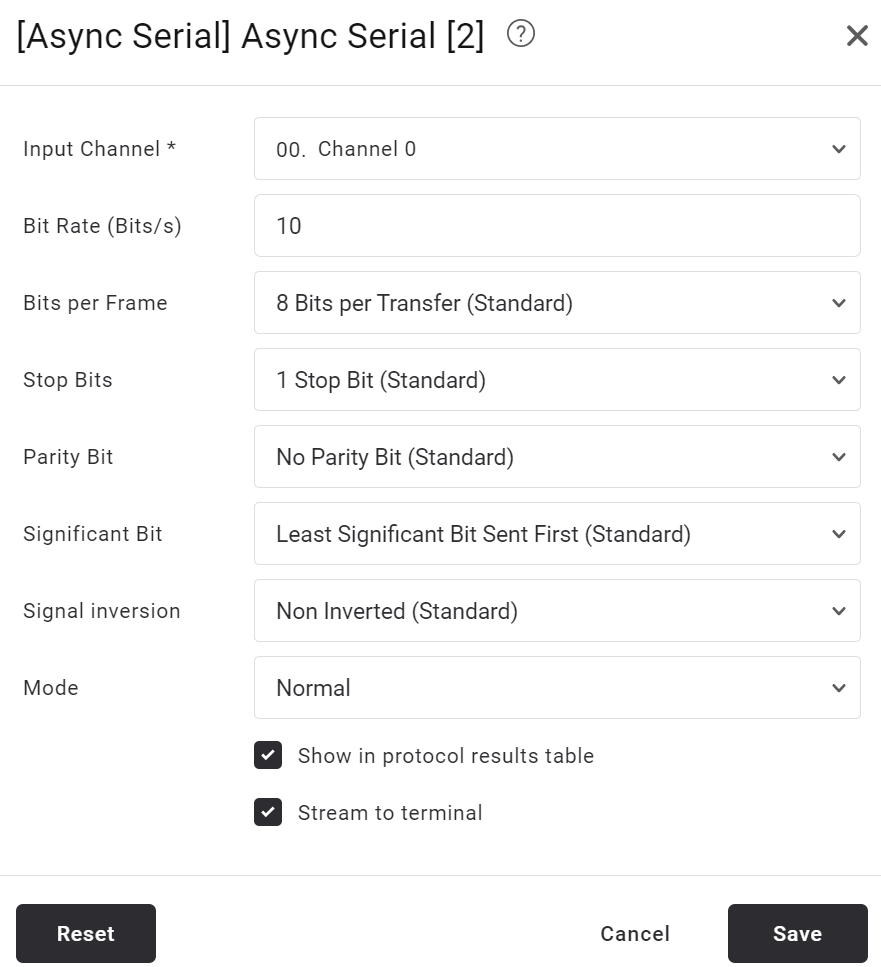 [Async Serial] Async Serial [2] ?
Input Channel * 00. Channel 0
Bit Rate (Bits/s) 10
Bits per Frame 8 Bits per Transfer (Standard)
Stop Bits 1 Stop Bit (Standard)
Parity Bit No Parity Bit (Standard)
Significant Bit Least Significant Bit Sent First (Standard)
Signal inversion Non Inverted (Standard)
Mode Normal
Show in protocol results table
Stream to terminal
Reset Cancel Save